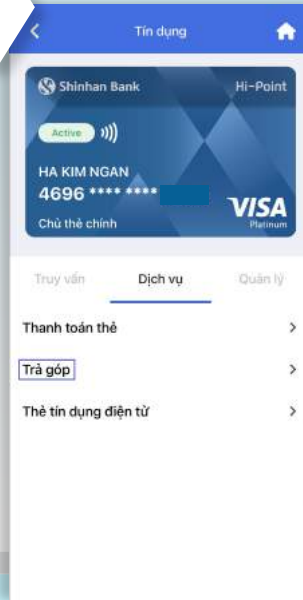 Tín dụng
Shinhan Bank Hi-Point
Active
HA KIM NGAN
4696 **** ****
VISA
Chủ thẻ chính Platinum
Truy vấn Dịch vụ Quản lý
Thanh toán thẻ
Trả góp
Thẻ tín dụng điện tử